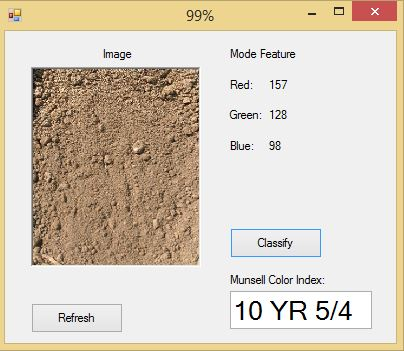 99%
Image
Mode Feature
Red: 157
Green: 128
Blue: 98
Classify
Munsell Color Index:
10 YR 5/4
Refresh